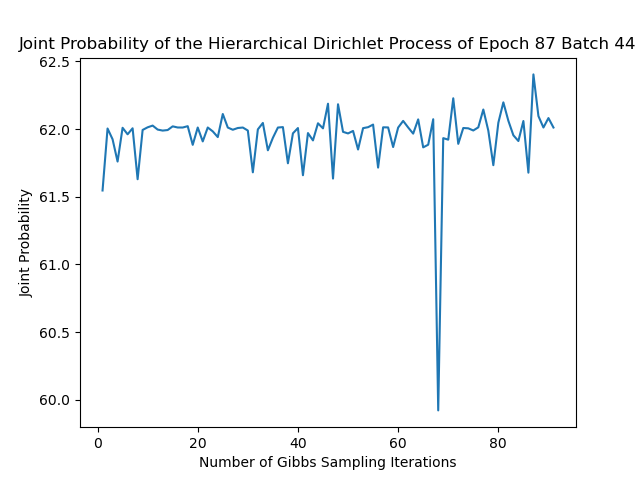 Joint Probability of the Hierarchical Dirichlet Process of Epoch 87 Batch 44
62.5
62.0
61.5
61.0
60.5
60.0
Joint Probability
0 20 40 60 80
Number of Gibbs Sampling Iterations